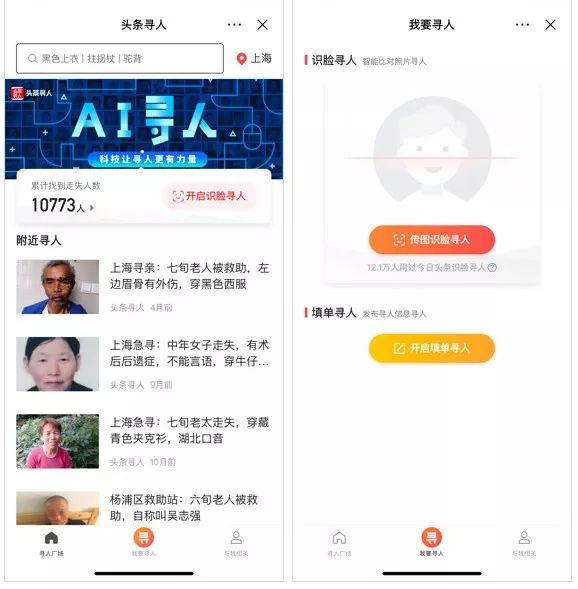 头条寻人
黑色上衣 | 拄拐杖 | 驼背
上海
头条寻人
AI寻人
科技让寻人更有力量
累计找到走失人数
10773人
开启识脸寻人
附近寻人
上海寻亲：七旬老人被救助，左
边眉骨有外伤，穿黑色西服
头条寻人 4月前
上海急寻：中年女子走失，有术
后后遗症，不能言语，穿牛仔...
头条寻人 9月前
上海急寻：七旬老太走失，穿藏
青色夹克衫，湖北口音
头条寻人 10月前
杨浦区救助站：六旬老人被救
助，自称叫吴志强
寻人广场
寻
我要寻人
与我相关
我要寻人
识脸寻人 智能比对照片寻人
传图识脸寻人
12.1万人用过今日头条识脸寻人?
填单寻人 发布寻人信息寻人
开启填单寻人
寻人广场
寻
我要寻人
与我相关